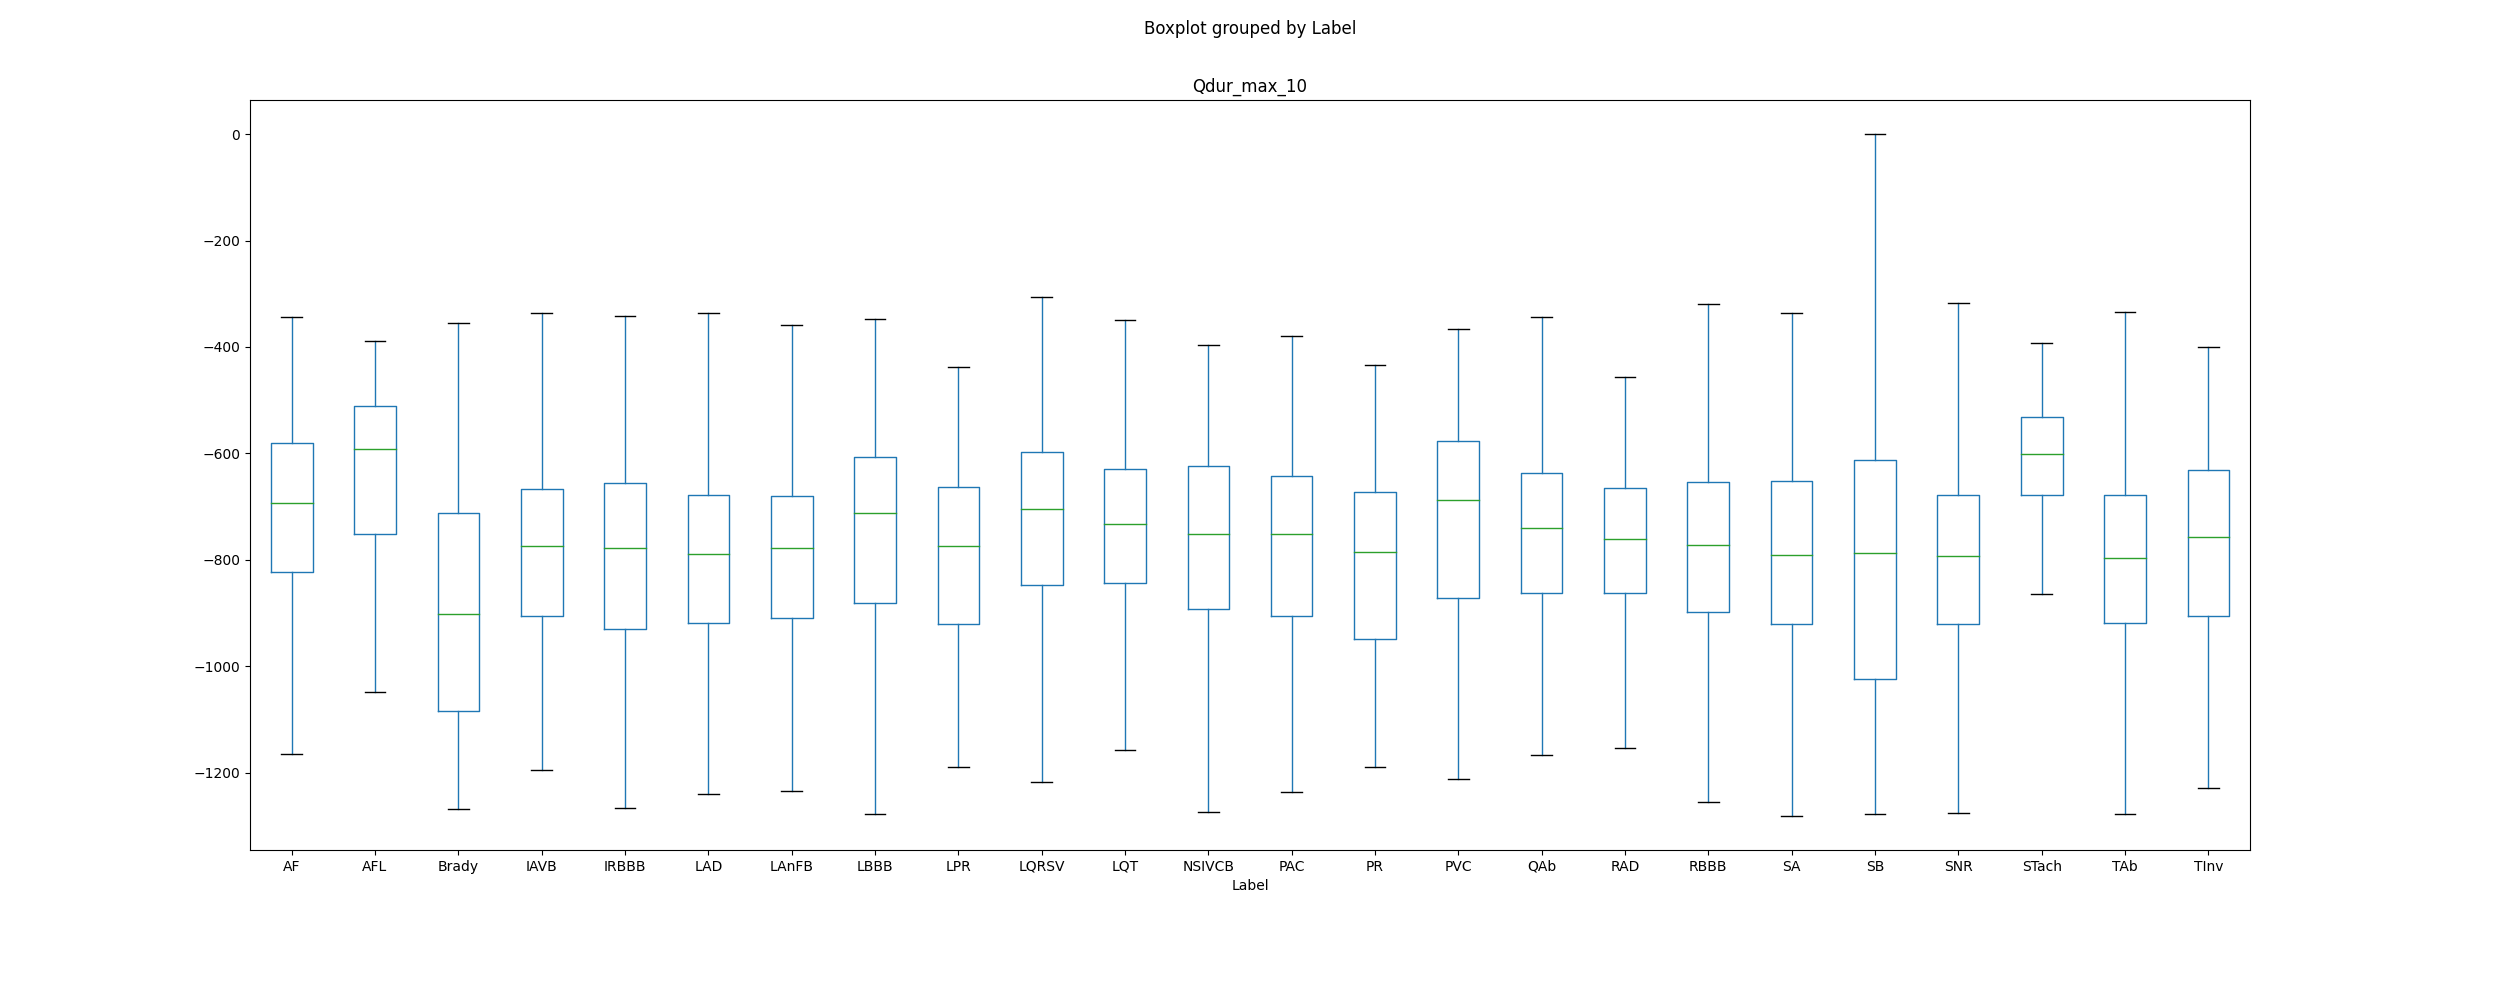 Boxplot grouped by Label
Qdur_max_10
0
−200
−400
−600
−800
−1000
−1200
AF AFL Brady IAVB IRBBB LAD LAnFB LBBB LPR LQRSV LQT NSIVCB PAC PR PVC QAb RAD RBBB SA SB SNR STach TAb TInv
Label